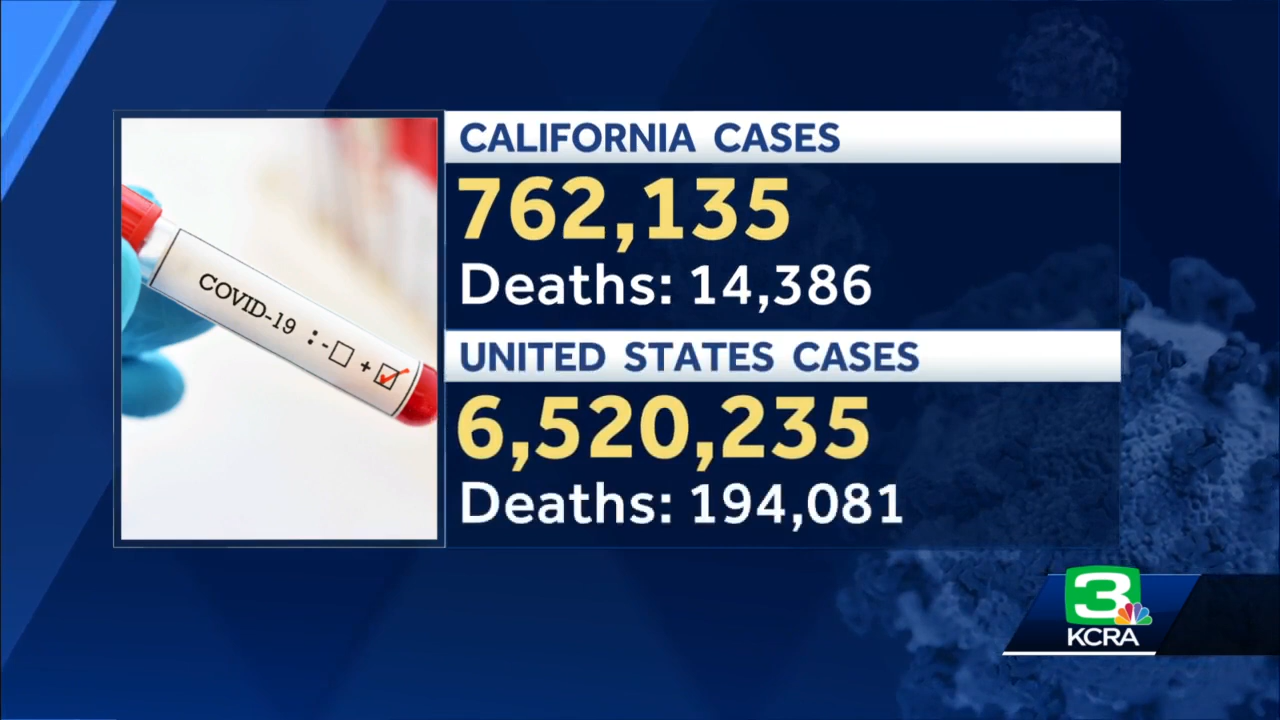 CALIFORNIA CASES
762,135
Deaths: 14,386
UNITED STATES CASES
6,520,235
Deaths: 194,081
COVID-19 : - +
3
KCRA